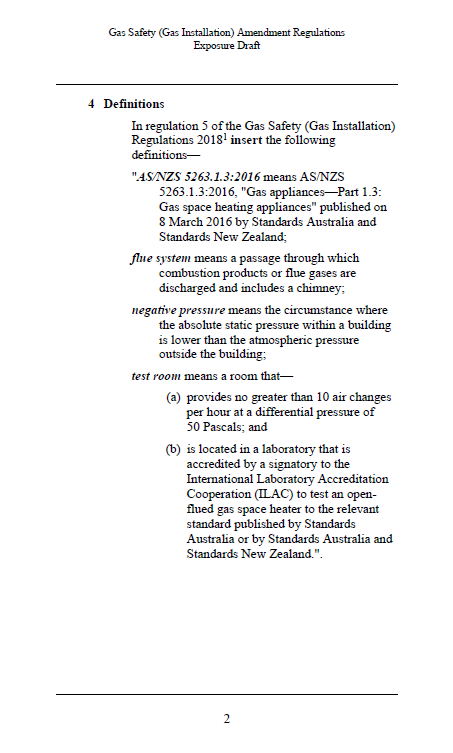 Gas Safety (Gas Installation) Amendment Regulations
Exposure Draft
4 Definitions
In regulation 5 of the Gas Safety (Gas Installation)
Regulations 2018¹ insert the following
definitions—
"AS/NZS 5263.1.3:2016 means AS/NZS
5263.1.3:2016, "Gas appliances—Part 1.3:
Gas space heating appliances" published on
8 March 2016 by Standards Australia and
Standards New Zealand;
flue system means a passage through which
combustion products or flue gases are
discharged and includes a chimney;
negative pressure means the circumstance where
the absolute static pressure within a building
is lower than the atmospheric pressure
outside the building;
test room means a room that—
(a) provides no greater than 10 air changes
per hour at a differential pressure of
50 Pascals; and
(b) is located in a laboratory that is
accredited by a signatory to the
International Laboratory Accreditation
Cooperation (ILAC) to test an open-
flued gas space heater to the relevant
standard published by Standards
Australia or by Standards Australia and
Standards New Zealand.".
2